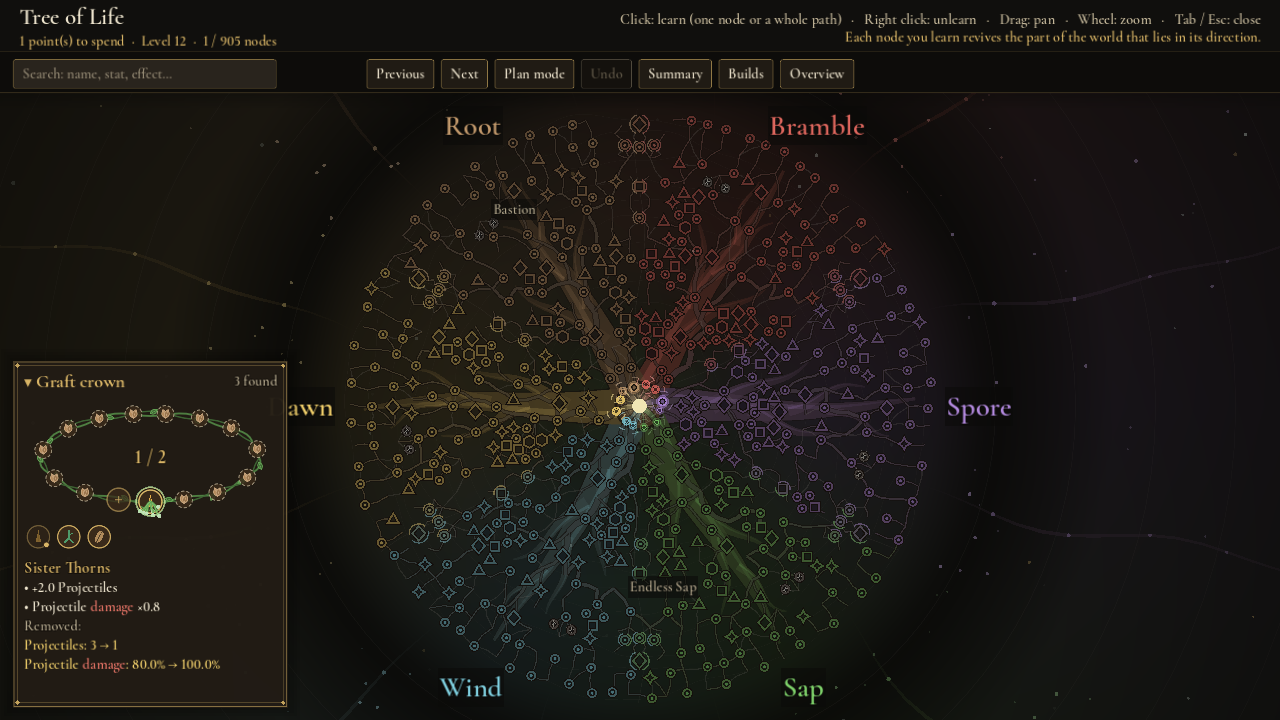 Tree of Life
1 point(s) to spend · Level 12 · 1 / 905 nodes
Click: learn (one node or a whole path) · Right click: unlearn · Drag: pan · Wheel: zoom · Tab / Esc: close
Each node you learn revives the part of the world that lies in its direction.
Search: name, stat, effect...
Previous
Next
Plan mode
Undo
Summary
Builds
Overview
Root
Bramble
Bastion
awn
Spore
Endless Sap
Wind
Sap
▾ Graft crown
3 found
1 / 2
+
Sister Thorns
• +2.0 Projectiles
• Projectile damage ×0.8
Removed:
Projectiles: 3 → 1
Projectile damage: 80.0% → 100.0%